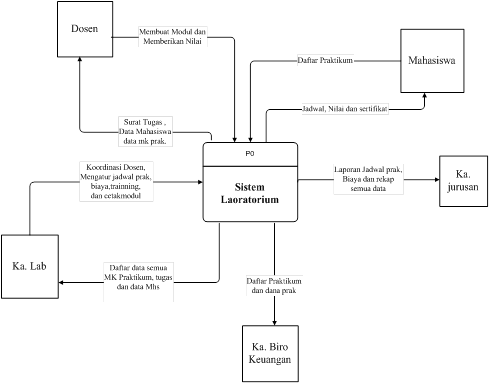 Dosen
Membuat Modul dan
Memberikan Nilai
Daftar Praktikum
Mahasiswa
Jadwal, Nilai dan sertifikat
Surat Tugas ,
Data Mahasiswa
data mk prak.
P0
Sistem
Laoratorium
Koordinasi Dosen,
Mengatur jadwal prak,
biaya,trainning,
dan cetakmodul
Laporan Jadwal prak,
Biaya dan rekap
semua data
Ka.
jurusan
Ka. Lab
Daftar data semua
MK Praktikum, tugas
dan data Mhs
Daftar Praktikum
dan dana prak
Ka. Biro
Keuangan